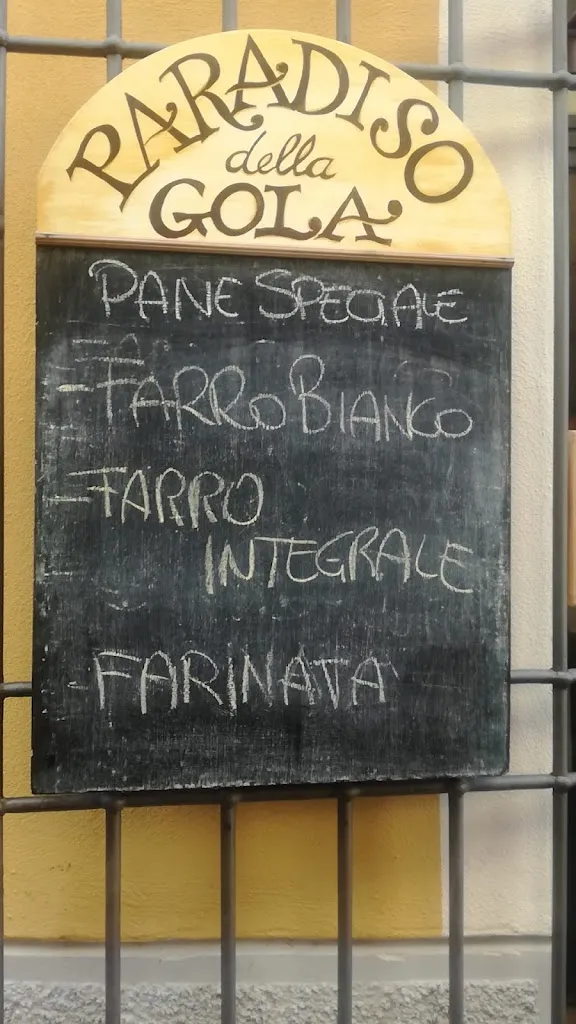 PARADISO
della
GOLA
PANE SPECIALE
- FARRO BIANCO
- FARRO
INTEGRALE
- FARINATA